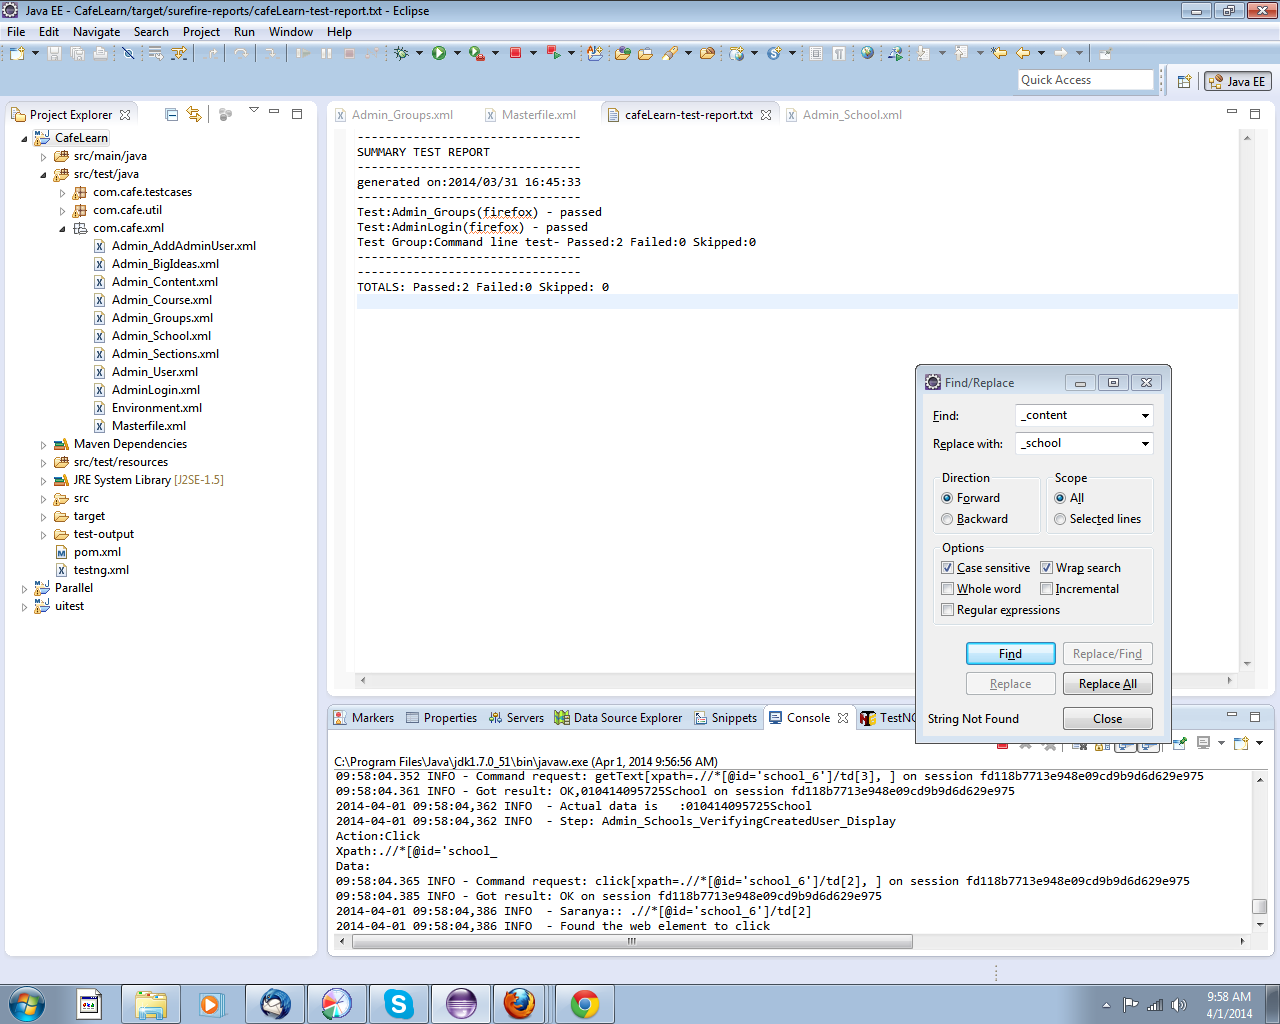 Java EE - CafeLearn/target/surefire-reports/cafeLearn-test-report.txt - Eclipse
File Edit Navigate Search Project Run Window Help
Quick Access
Java EE
Project Explorer
CafeLearn
src/main/java
src/test/java
com.cafe.testcases
com.cafe.util
com.cafe.xml
Admin_AddAdminUser.xml
Admin_BigIdeas.xml
Admin_Content.xml
Admin_Course.xml
Admin_Groups.xml
Admin_School.xml
Admin_Sections.xml
Admin_User.xml
AdminLogin.xml
Environment.xml
Masterfile.xml
Maven Dependencies
src/test/resources
JRE System Library [J2SE-1.5]
src
target
test-output
pom.xml
testng.xml
Parallel
uitest
Admin_Groups.xml Masterfile.xml cafeLearn-test-report.txt Admin_School.xml
--------------------------------
SUMMARY TEST REPORT
--------------------------------
generated on:2014/03/31 16:45:33
--------------------------------
Test:Admin_Groups(firefox) - passed
Test:AdminLogin(firefox) - passed
Test Group:Command line test- Passed:2 Failed:0 Skipped:0
--------------------------------
--------------------------------
TOTALS: Passed:2 Failed:0 Skipped: 0
Find/Replace
Find: _content
Replace with: _school
Direction Scope
Forward All
Backward Selected lines
Options
Case sensitive Wrap search
Whole word Incremental
Regular expressions
Find Replace/Find
Replace Replace All
String Not Found Close
Markers Properties Servers Data Source Explorer Snippets Console TestN
C:\Program Files\Java\jdk1.7.0_51\bin\javaw.exe (Apr 1, 2014 9:56:56 AM)
09:58:04.352 INFO - Command request: getText[xpath=.//*[@id='school_6']/td[3], ] on session fd118b7713e948e09cd9b9d6d629e975
09:58:04.361 INFO - Got result: OK,010414095725School on session fd118b7713e948e09cd9b9d6d629e975
2014-04-01 09:58:04,362 INFO  - Actual data is   :010414095725School
2014-04-01 09:58:04,362 INFO  - Step: Admin_Schools_VerifyingCreatedUser_Display
Action:Click
Xpath:.//*[@id='school_
Data:
09:58:04.365 INFO - Command request: click[xpath=.//*[@id='school_6']/td[2], ] on session fd118b7713e948e09cd9b9d6d629e975
09:58:04.385 INFO - Got result: OK on session fd118b7713e948e09cd9b9d6d629e975
2014-04-01 09:58:04,386 INFO  - Saranya:: .//*[@id='school_6']/td[2]
2014-04-01 09:58:04,386 INFO  - Found the web element to click
9:58 AM
4/1/2014